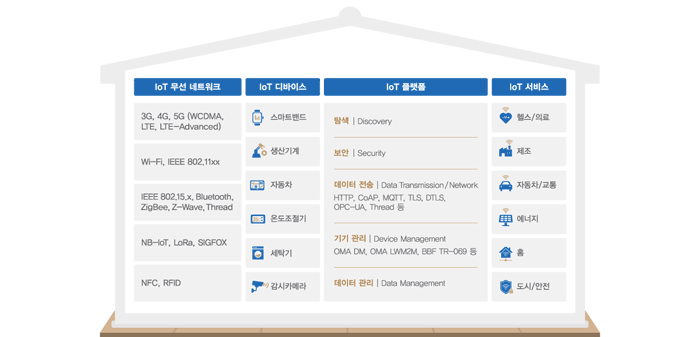 IoT 무선 네트워크
3G, 4G, 5G (WCDMA,
LTE, LTE-Advanced)
Wi-Fi, IEEE 802,11xx
IEEE 802,15,x, Bluetooth,
ZigBee, Z-Wave, Thread
NB-IoT, LoRa, SIGFOX
NFC, RFID
IoT 디바이스
스마트밴드
생산기계
자동차
온도조절기
세탁기
감시카메라
IoT 플랫폼
탐색 | Discovery
보안 | Security
데이터 전송 | Data Transmission / Network
HTTP, CoAP, MQTT, TLS, DTLS,
OPC-UA, Thread 등
기기 관리 | Device Management
OMA DM, OMA LWM2M, BBF TR-069 등
데이터 관리 | Data Management
IoT 서비스
헬스/의료
제조
자동차/교통
에너지
홈
도시/안전